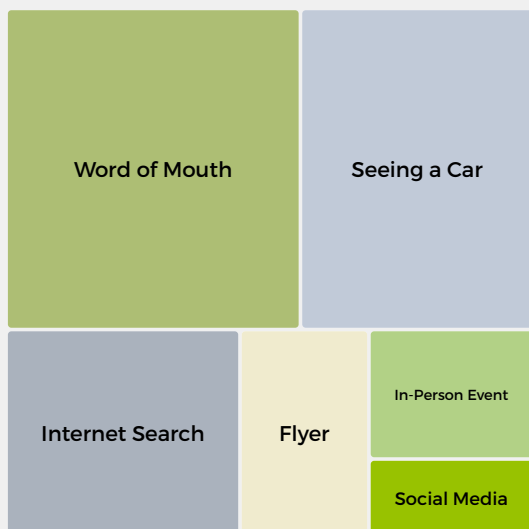 Word of Mouth
Seeing a Car
Internet Search
Flyer
In-Person Event
Social Media